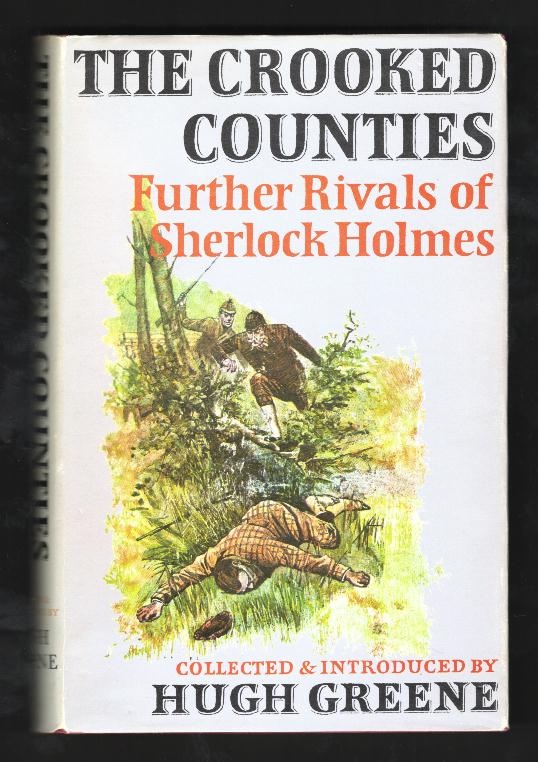 THE CROOKED
COUNTIES
Further Rivals of
Sherlock Holmes
COLLECTED & INTRODUCED BY
HUGH GREENE
THE CROOKED COUNTIES